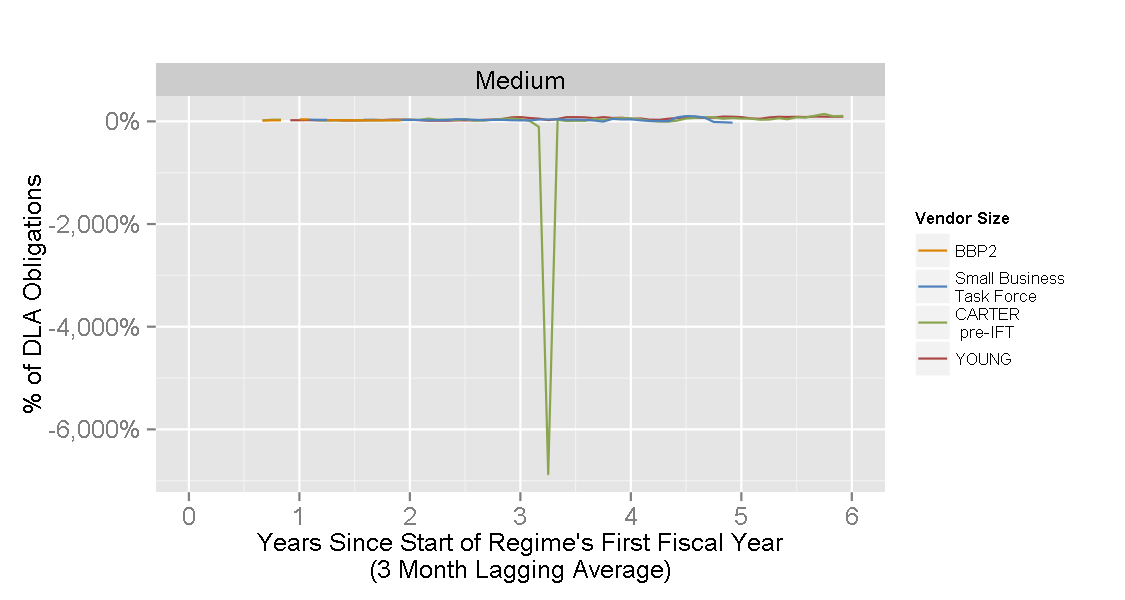 Medium
0%
-2,000%
-4,000%
-6,000%
% of DLA Obligations
0 1 2 3 4 5 6
Years Since Start of Regime's First Fiscal Year
(3 Month Lagging Average)
Vendor Size
BBP2
Small Business
Task Force
CARTER
pre-IFT
YOUNG